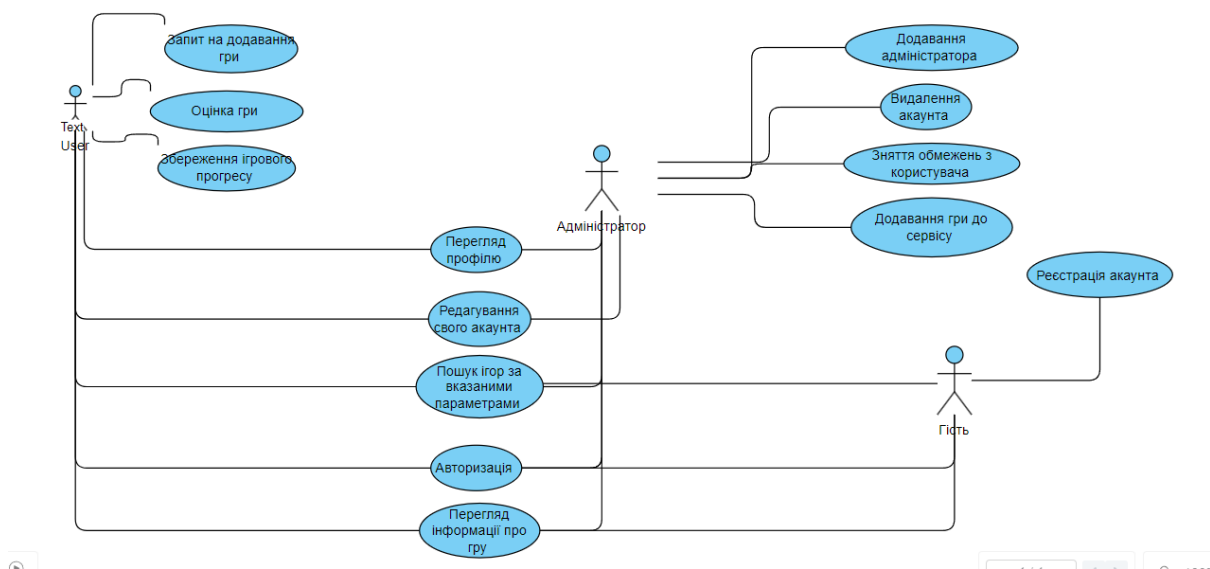 Запит на додавання
гри
Оцінка гри
Text
User
Збереження ігрового
прогресу
Адміністратор
Додавання
адміністратора
Видалення
акаунта
Зняття обмежень з
користувача
Додавання гри до
сервісу
Перегляд
профілю
Реєстрація акаунта
Редагування
свого акаунта
Пошук ігор за
вказаними
параметрами
Гість
Авторизація
Перегляд
інформації про
гру